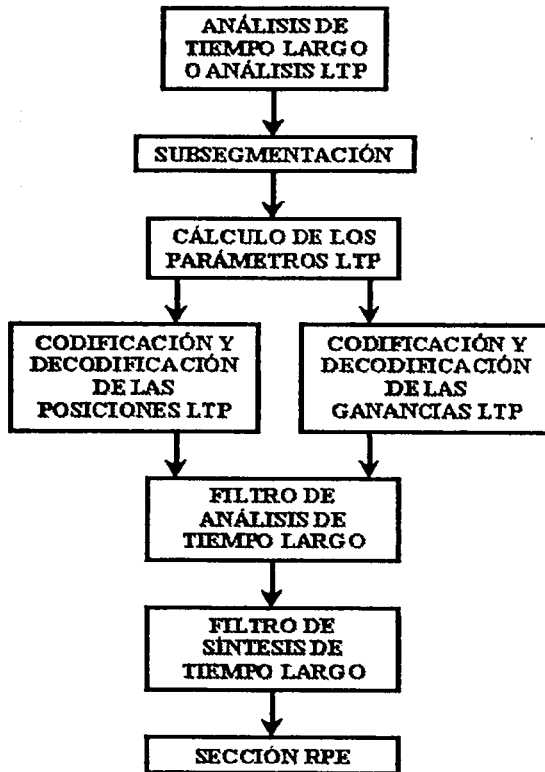 ANÁLISIS DE
TIEMPO LARGO
O ANÁLISIS LTP
SUBSEGMENTACIÓN
CÁLCULO DE LOS
PARÁMETROS LTP
CODIFICACIÓN Y
DECODIFICACIÓN
DE LAS
POSICIONES LTP
CODIFICACIÓN Y
DECODIFICACIÓN
DE LAS
GANANCIAS LTP
FILTRO DE
ANÁLISIS DE
TIEMPO LARGO
FILTRO DE
SÍNTESIS DE
TIEMPO LARGO
SECCIÓN RPE